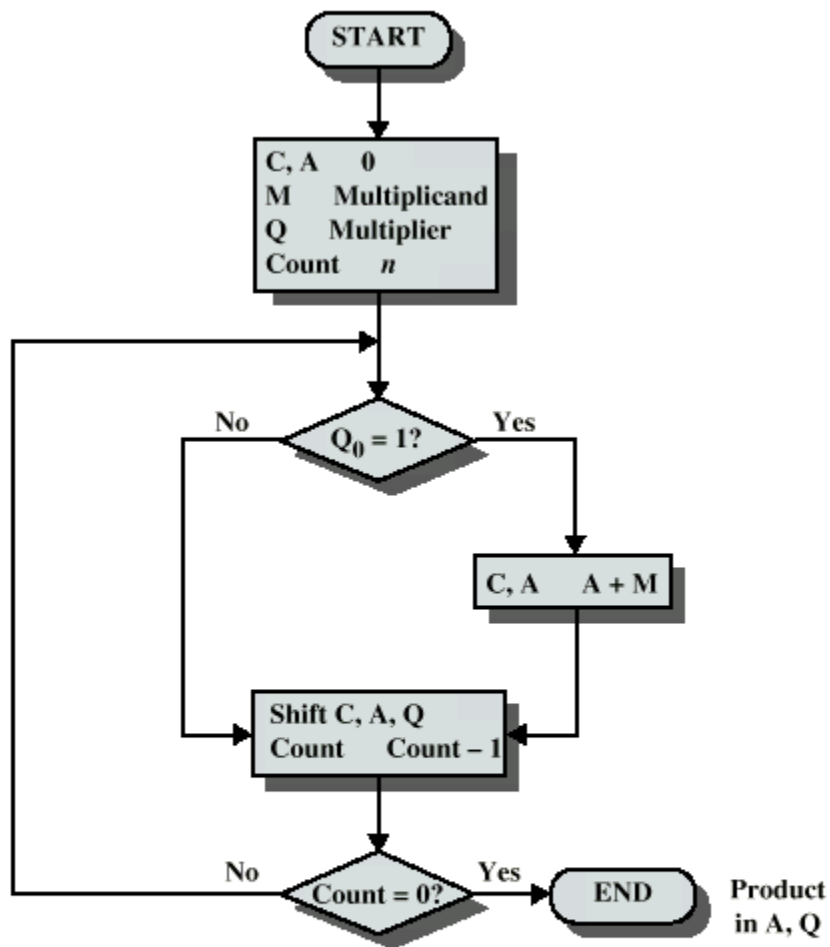 START
C, A 0
M Multiplicand
Q Multiplier
Count n
No
Q0 = 1?
Yes
C, A A + M
Shift C, A, Q
Count Count – 1
No
Count = 0?
Yes
END
Product
in A, Q